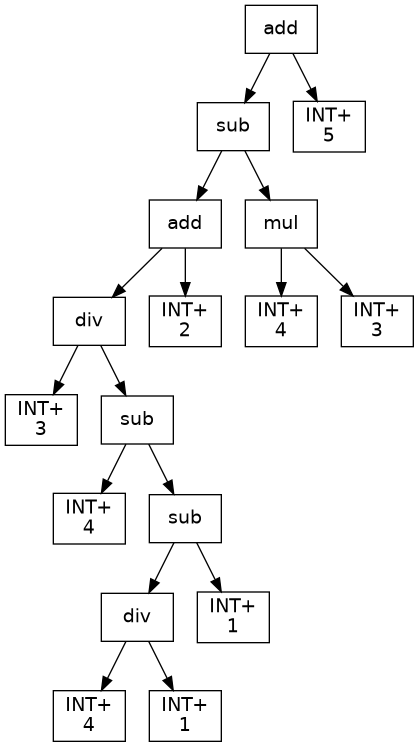 add
sub
INT+
5
add
mul
div
INT+
2
INT+
4
INT+
3
INT+
3
sub
INT+
4
sub
div
INT+
1
INT+
4
INT+
1